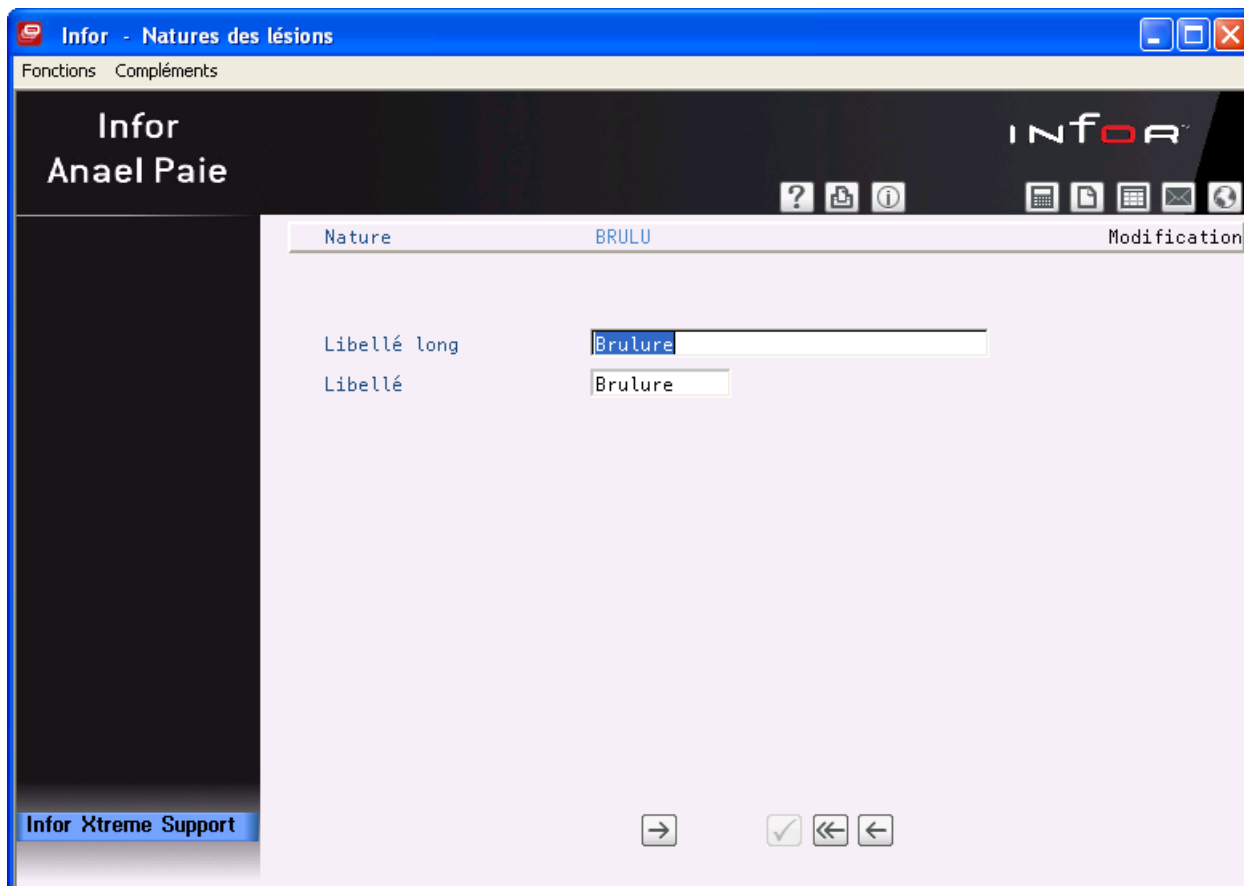 Infor - Natures des lésions
Fonctions Compléments
Infor
Anael Paie
infor
Nature BRULU Modification
Libellé long Brulure
Libellé Brulure
Infor Xtreme Support